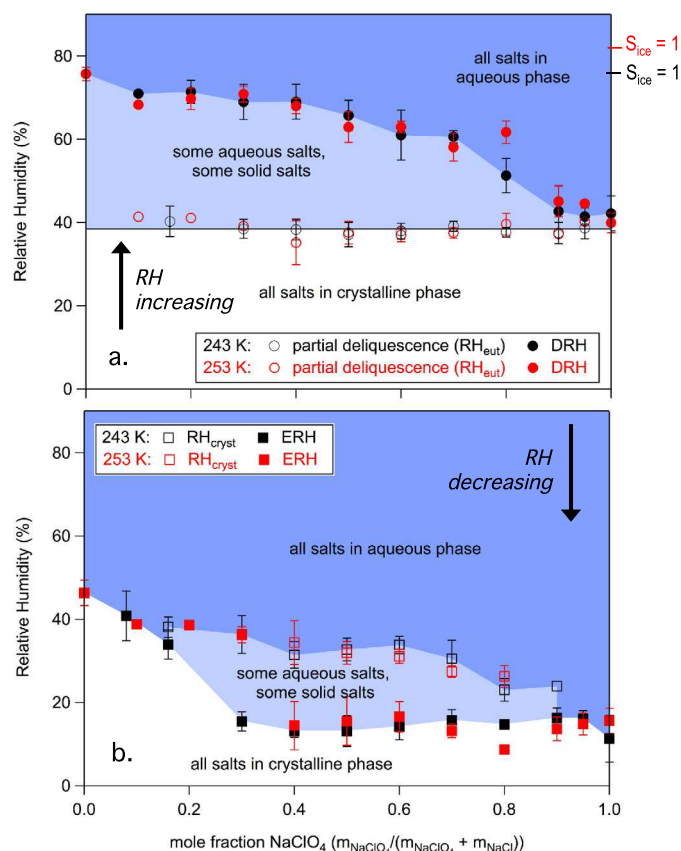 80
60
40
20
0
Relative Humidity (%)
all salts in
aqueous phase
S_ice = 1
S_ice = 1
some aqueous salts,
some solid salts
RH
increasing
all salts in crystalline phase
a.
243 K: partial deliquescence (RH_eut) DRH
253 K: partial deliquescence (RH_eut) DRH
80
60
40
20
0
Relative Humidity (%)
243 K: RH_cryst ERH
253 K: RH_cryst ERH
RH
decreasing
all salts in aqueous phase
some aqueous salts,
some solid salts
b.
all salts in crystalline phase
0.0 0.2 0.4 0.6 0.8 1.0
mole fraction NaClO₄ (m_NaClO₄/(m_NaClO₄ + m_NaCl))